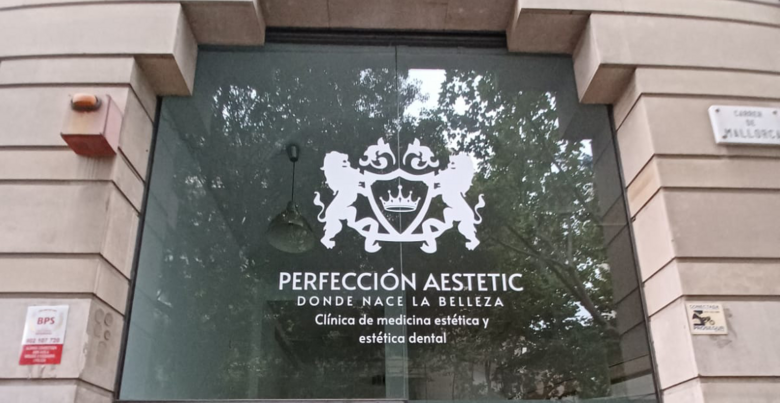 CARRER
DE
MALLORCA
PERFECCIÓN AESTETIC
DONDE NACE LA BELLEZA
Clínica de medicina estética y
estética dental
BPS